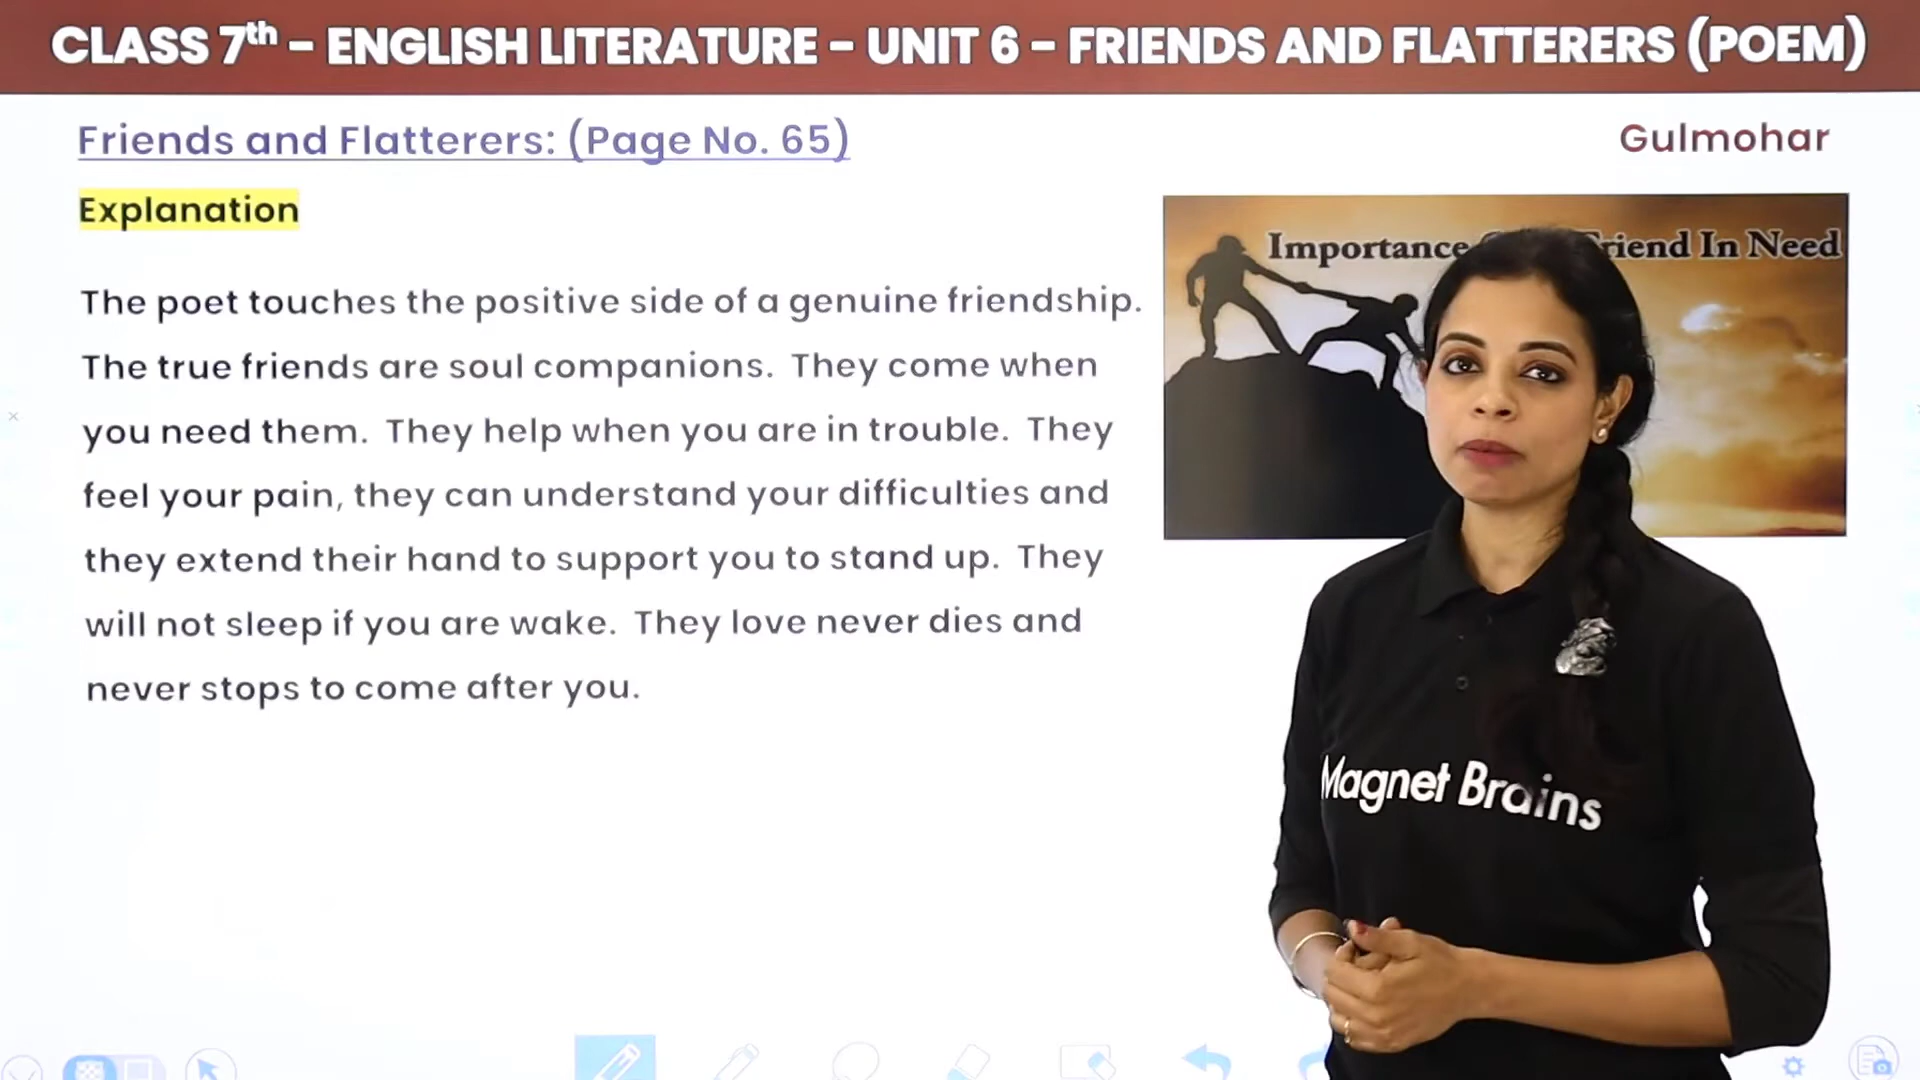 CLASS 7th – ENGLISH LITERATURE – UNIT 6 – FRIENDS AND FLATTERERS (POEM)
Friends and Flatterers: (Page No. 65)
Gulmohar
Explanation
Importance riend In Need
The poet touches the positive side of a genuine friendship.
The true friends are soul companions. They come when
you need them. They help when you are in trouble. They
feel your pain, they can understand your difficulties and
they extend their hand to support you to stand up. They
will not sleep if you are wake. They love never dies and
never stops to come after you.
Magnet Brains